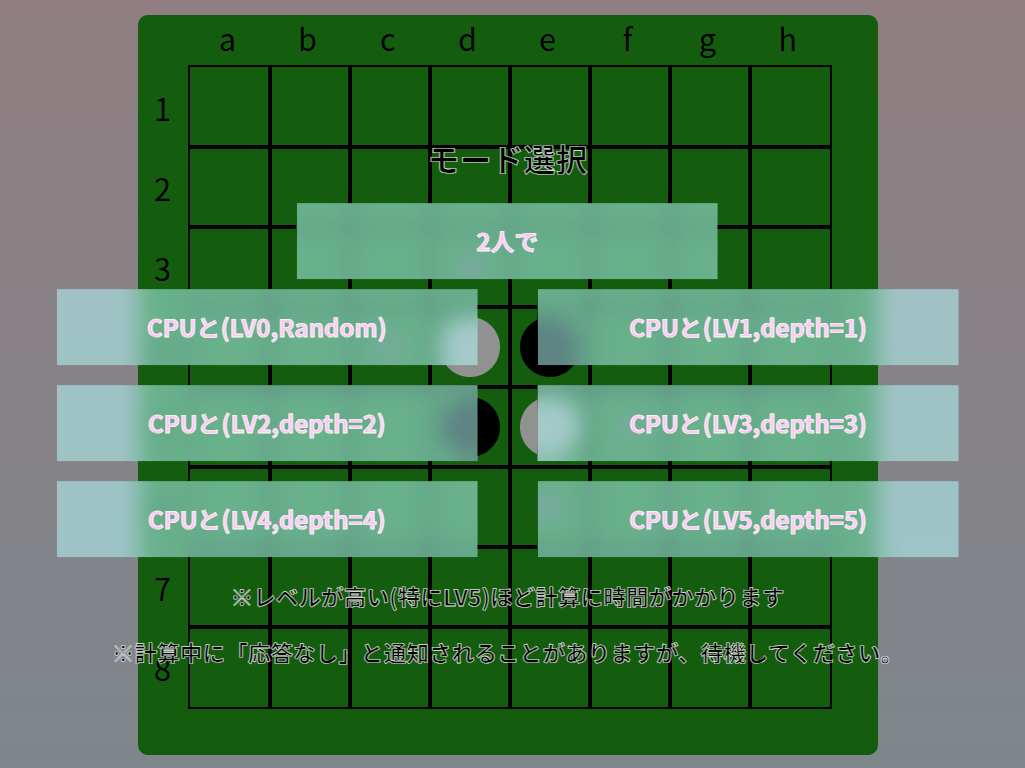 a b c d e f g h
1
2
モード選択
2人で
3
CPUと(LV0,Random)
CPUと(LV1,depth=1)
CPUと(LV2,depth=2)
CPUと(LV3,depth=3)
CPUと(LV4,depth=4)
CPUと(LV5,depth=5)
7
※レベルが高い(特にLV5)ほど計算に時間がかかります
※計算中に「応答なし」と通知されることがありますが、待機してください。
8